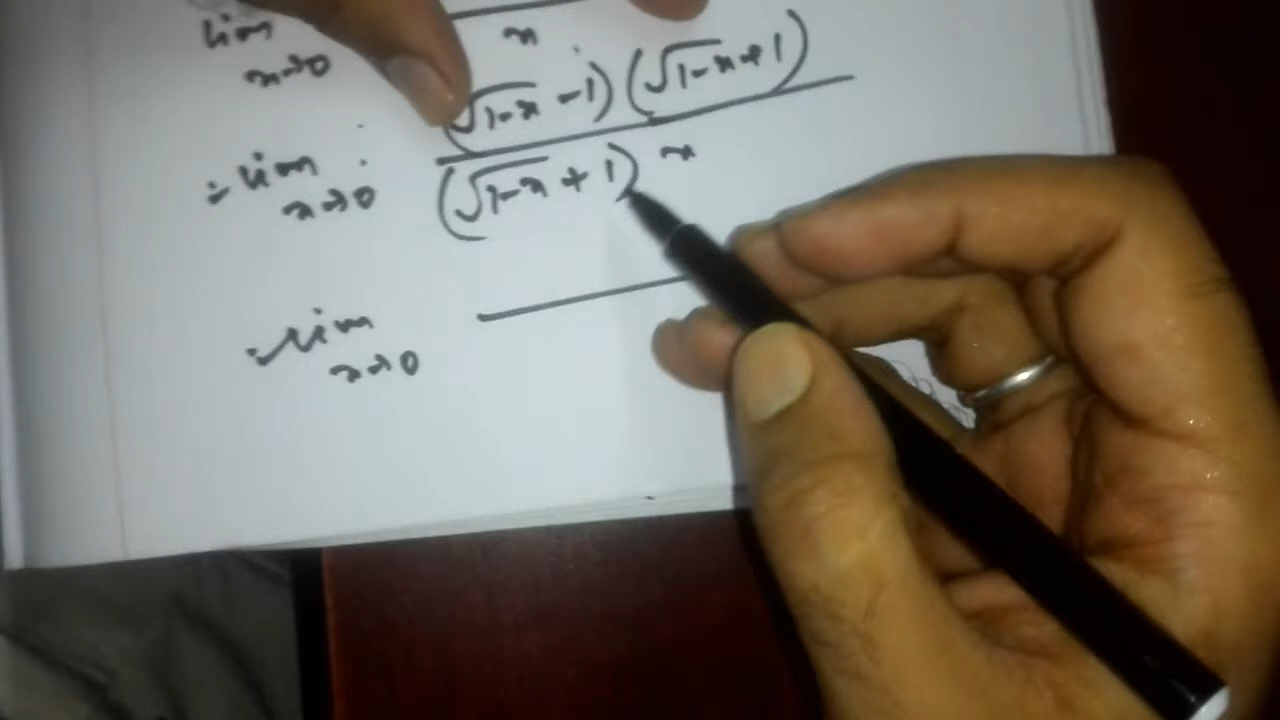 lim x→0 x
= lim x→0 (√1-x -1) (√1-x +1) / (√1-x + 1) x
= lim x→0